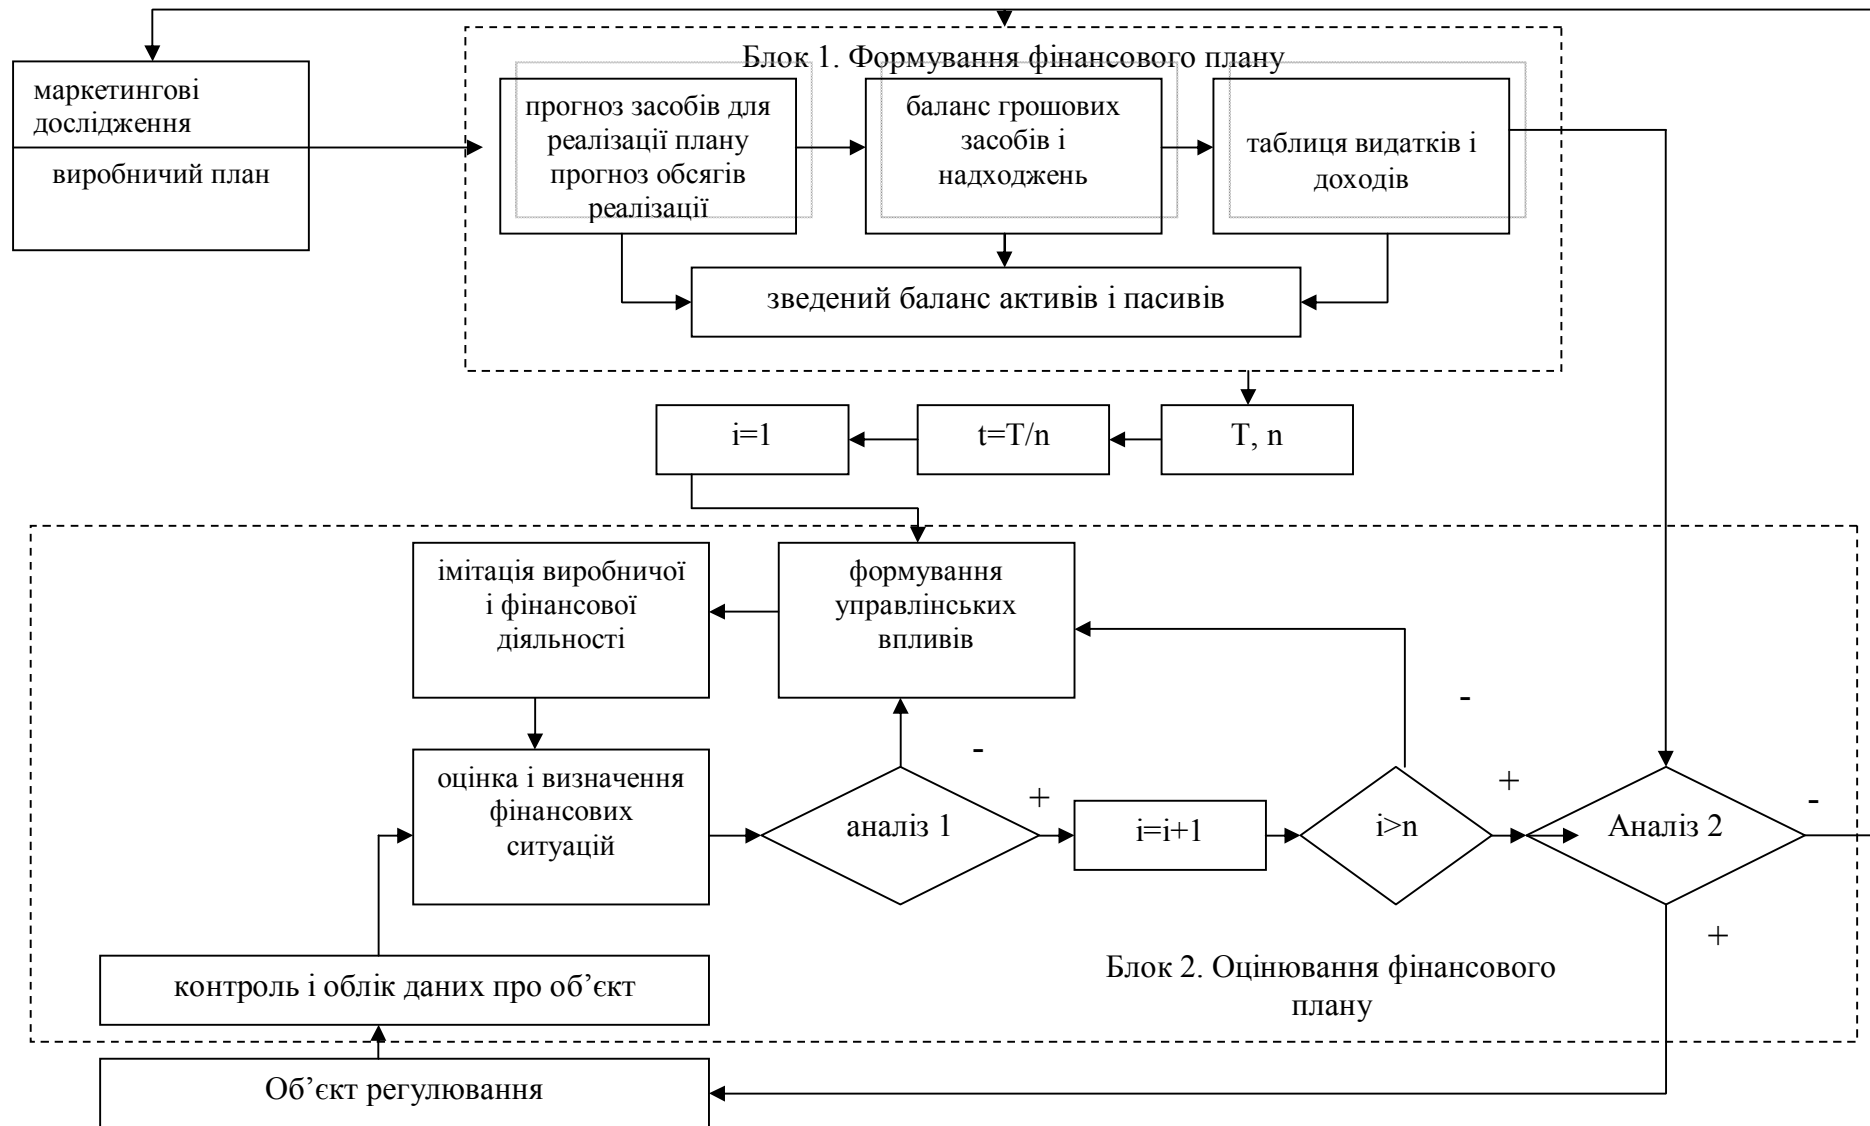 Блок 1. Формування фінансового плану
маркетингові
дослідження
виробничий план
прогноз засобів для
реалізації плану
прогноз обсягів
реалізації
баланс грошових
засобів і
надходжень
таблиця видатків і
доходів
зведений баланс активів і пасивів
i=1
t=T/n
T, n
імітація виробничої
і фінансової
діяльності
формування
управлінських
впливів
-
-
+
+
-
оцінка і визначення
фінансових
ситуацій
аналіз 1
i=i+1
i>n
Аналіз 2
+
контроль і облік даних про об’єкт
Блок 2. Оцінювання фінансового
плану
Об’єкт регулювання